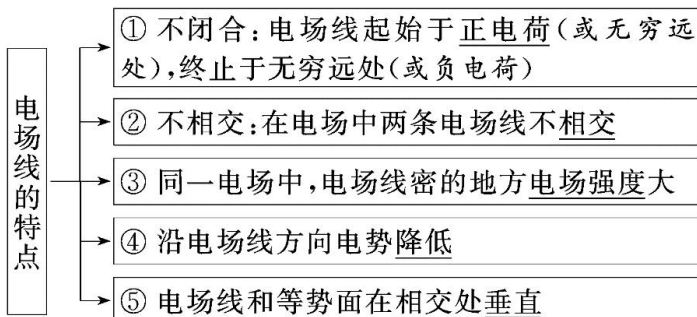 电场线的特点
① 不闭合:电场线起始于正电荷(或无穷远
处),终止于无穷远处(或负电荷)
② 不相交:在电场中两条电场线不相交
③ 同一电场中,电场线密的地方电场强度大
④ 沿电场线方向电势降低
⑤ 电场线和等势面在相交处垂直